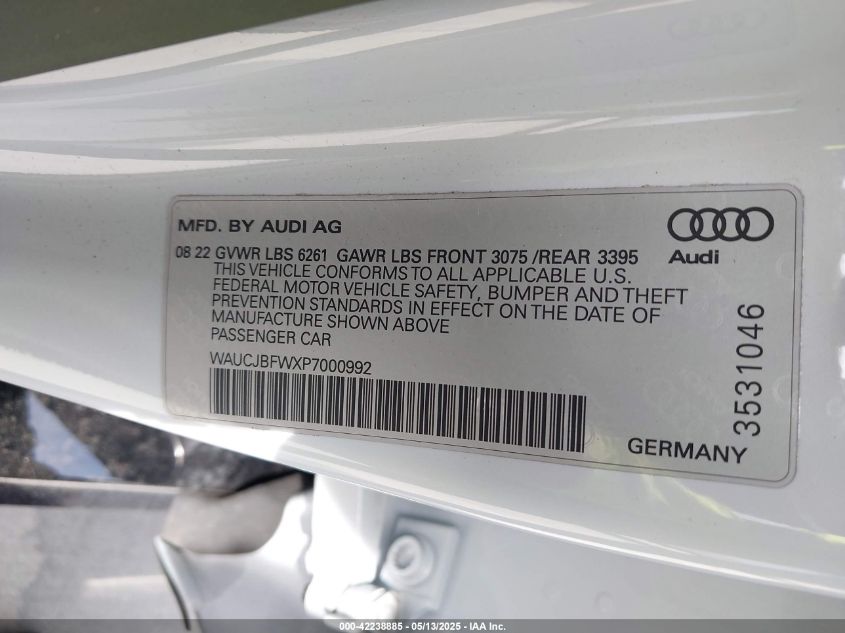 MFD. BY AUDI AG
08 22 GVWR LBS 6261 GAWR LBS FRONT 3075 /REAR 3395
THIS VEHICLE CONFORMS TO ALL APPLICABLE U.S.
FEDERAL MOTOR VEHICLE SAFETY, BUMPER AND THEFT
PREVENTION STANDARDS IN EFFECT ON THE DATE OF
MANUFACTURE SHOWN ABOVE
PASSENGER CAR
WAUCJBFWXP7000992
Audi
3531046
GERMANY
000-42238885 - 05/13/2025 - IAA Inc.